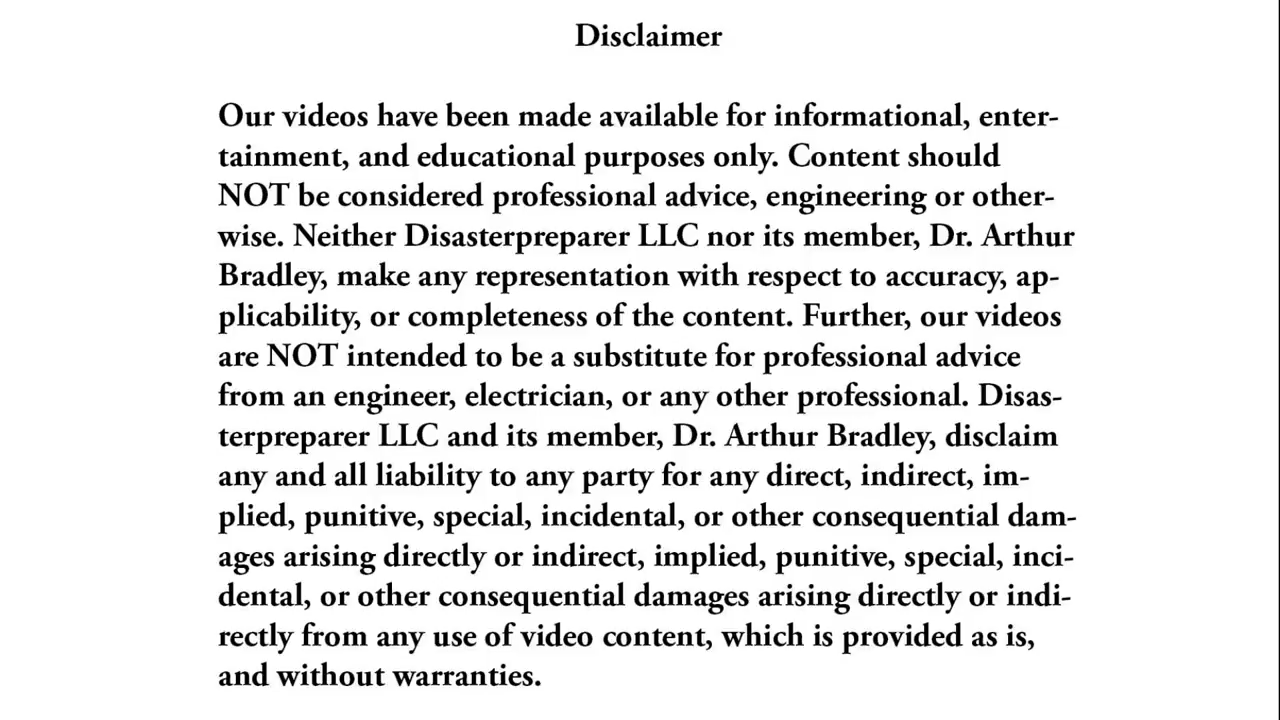 Disclaimer
Our videos have been made available for informational, enter-
tainment, and educational purposes only. Content should
NOT be considered professional advice, engineering or other-
wise. Neither Disasterpreparer LLC nor its member, Dr. Arthur
Bradley, make any representation with respect to accuracy, ap-
plicability, or completeness of the content. Further, our videos
are NOT intended to be a substitute for professional advice
from an engineer, electrician, or any other professional. Disas-
terpreparer LLC and its member, Dr. Arthur Bradley, disclaim
any and all liability to any party for any direct, indirect, im-
plied, punitive, special, incidental, or other consequential dam-
ages arising directly or indirect, implied, punitive, special, inci-
dental, or other consequential damages arising directly or indi-
rectly from any use of video content, which is provided as is,
and without warranties.